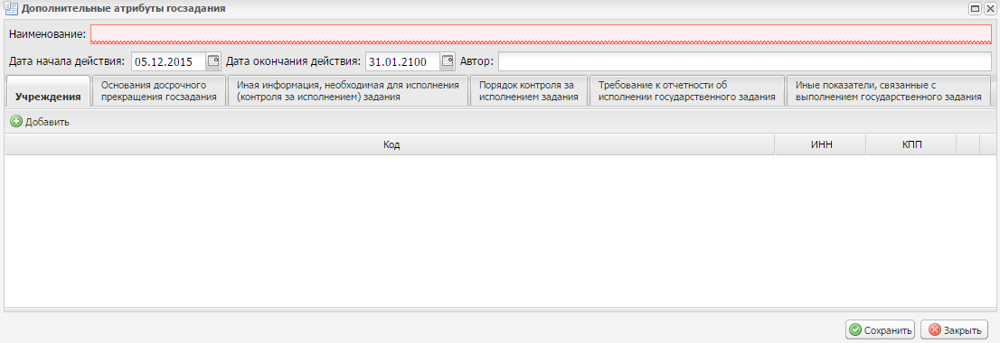 Дополнительные атрибуты госзадания
Наименование:
Дата начала действия: 05.12.2015 Дата окончания действия: 31.01.2100 Автор:
Учреждения
Основания досрочного
прекращения госзадания
Иная информация, необходимая для исполнения
(контроля за исполнением) задания
Порядок контроля за
исполнением задания
Требование к отчетности об
исполнении государственного задания
Иные показатели, связанные с
выполнением государственного задания
Добавить
Код ИНН КПП
Сохранить Закрыть